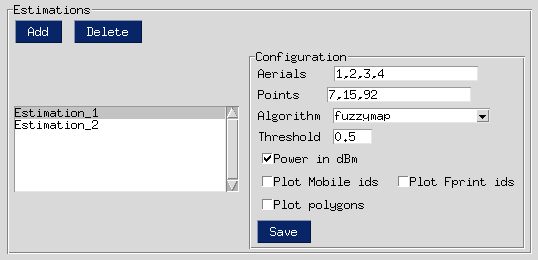 Estimations
Add Delete
Configuration
Aerials 1,2,3,4
Points 7,15,92
Estimation_1
Estimation_2
Algorithm fuzzymap
Threshold 0.5
Power in dBm
Plot Mobile ids Plot Fprint ids
Plot polygons
Save